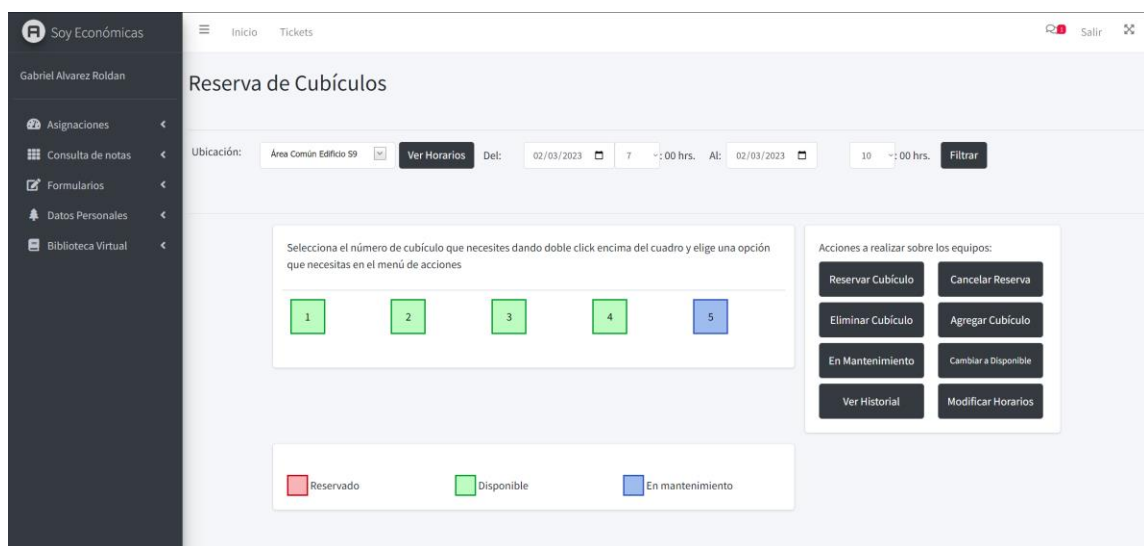 Soy Económicas
Inicio Tickets
1
Salir
Gabriel Alvarez Roldan
Asignaciones
Consulta de notas
Formularios
Datos Personales
Biblioteca Virtual
Reserva de Cubículos
Ubicación: Área Común Edificio S9 Ver Horarios Del: 02/03/2023 7 : 00 hrs. Al: 02/03/2023 10 : 00 hrs. Filtrar
Selecciona el número de cubículo que necesites dando doble click encima del cuadro y elige una opción
que necesitas en el menú de acciones
1 2 3 4 5
Acciones a realizar sobre los equipos:
Reservar Cubículo Cancelar Reserva
Eliminar Cubículo Agregar Cubículo
En Mantenimiento Cambiar a Disponible
Ver Historial Modificar Horarios
Reservado Disponible En mantenimiento